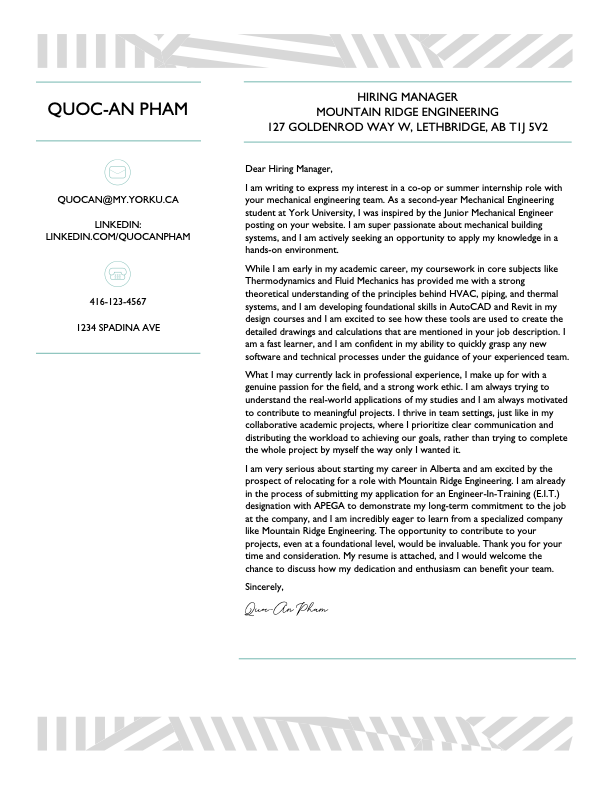 QUOC-AN PHAM
QUOCAN@MY.YORKU.CA
LINKEDIN:
LINKEDIN.COM/QUOCANPHAM
416-123-4567
1234 SPADINA AVE
HIRING MANAGER
MOUNTAIN RIDGE ENGINEERING
127 GOLDENROD WAY W, LETHBRIDGE, AB T1J 5V2
Dear Hiring Manager,
I am writing to express my interest in a co-op or summer internship role with
your mechanical engineering team. As a second-year Mechanical Engineering
student at York University, I was inspired by the Junior Mechanical Engineer
posting on your website. I am super passionate about mechanical building
systems, and I am actively seeking an opportunity to apply my knowledge in a
hands-on environment.
While I am early in my academic career, my coursework in core subjects like
Thermodynamics and Fluid Mechanics has provided me with a strong
theoretical understanding of the principles behind HVAC, piping, and thermal
systems, and I am developing foundational skills in AutoCAD and Revit in my
design courses and I am excited to see how these tools are used to create the
detailed drawings and calculations that are mentioned in your job description. I
am a fast learner, and I am confident in my ability to quickly grasp any new
software and technical processes under the guidance of your experienced team.
What I may currently lack in professional experience, I make up for with a
genuine passion for the field, and a strong work ethic. I am always trying to
understand the real-world applications of my studies and I am always motivated
to contribute to meaningful projects. I thrive in team settings, just like in my
collaborative academic projects, where I prioritize clear communication and
distributing the workload to achieving our goals, rather than trying to complete
the whole project by myself the way only I wanted it.
I am very serious about starting my career in Alberta and am excited by the
prospect of relocating for a role with Mountain Ridge Engineering. I am already
in the process of submitting my application for an Engineer-In-Training (E.I.T.)
designation with APEGA to demonstrate my long-term commitment to the job
at the company, and I am incredibly eager to learn from a specialized company
like Mountain Ridge Engineering. The opportunity to contribute to your
projects, even at a foundational level, would be invaluable. Thank you for your
time and consideration. My resume is attached, and I would welcome the
chance to discuss how my dedication and enthusiasm can benefit your team.
Sincerely,
Quoc-An Pham